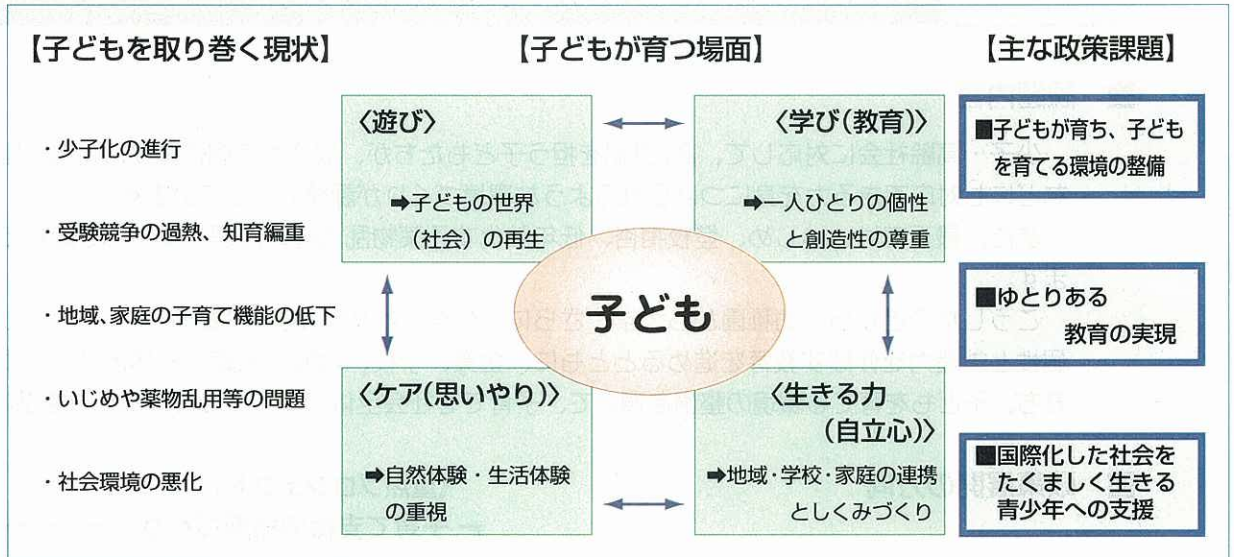 【子どもを取り巻く現状】
・少子化の進行
・受験競争の過熱、知育編重
・地域、家庭の子育て機能の低下
・いじめや薬物乱用等の問題
・社会環境の悪化
【子どもが育つ場面】
〈遊び〉
➡子どもの世界
（社会）の再生
〈学び(教育)〉
➡一人ひとりの個性
と創造性の尊重
子ども
〈ケア(思いやり)〉
➡自然体験・生活体験
の重視
〈生きる力
(自立心)〉
➡地域・学校・家庭の連携
としくみづくり
【主な政策課題】
■子どもが育ち、子ども
を育てる環境の整備
■ゆとりある
教育の実現
■国際化した社会を
たくましく生きる
青少年への支援